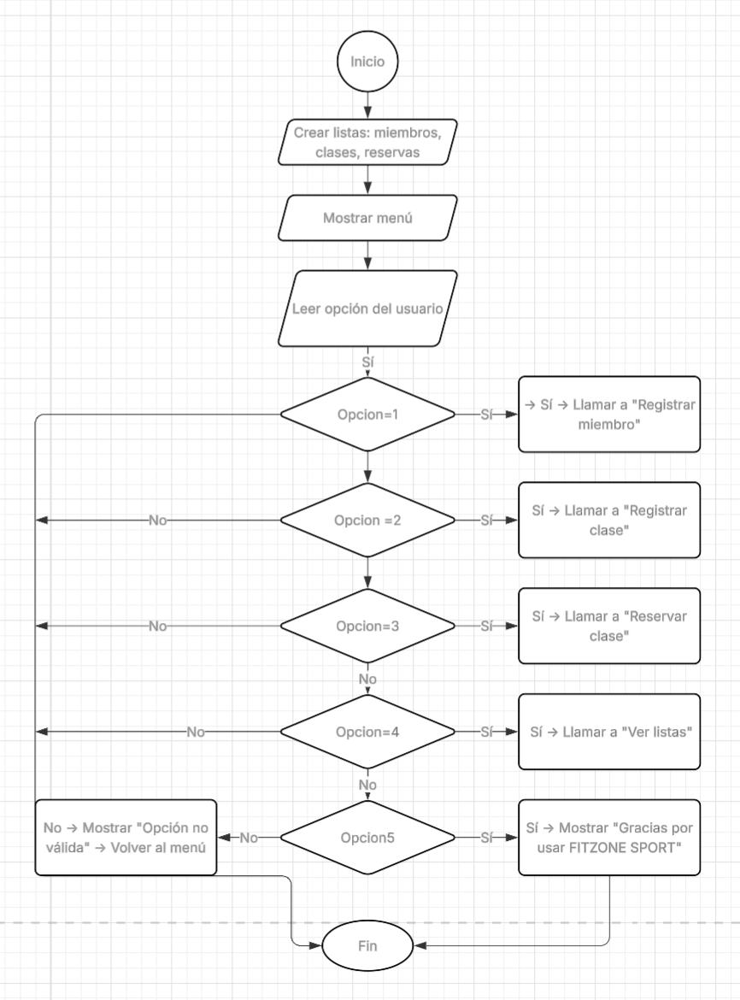 Inicio
Crear listas: miembros,
clases, reservas
Mostrar menú
Leer opción del usuario
Sí
Opcion=1
Sí
→ Sí → Llamar a "Registrar
miembro"
No
Opcion =2
Sí
Sí → Llamar a "Registrar
clase"
No
Opcion=3
Sí
Sí → Llamar a "Reservar
clase"
No
No
Opcion=4
Sí
Sí → Llamar a "Ver listas"
No
No → Mostrar "Opción no
válida" → Volver al menú
No
Opcion5
Sí
Sí → Mostrar "Gracias por
usar FITZONE SPORT"
Fin